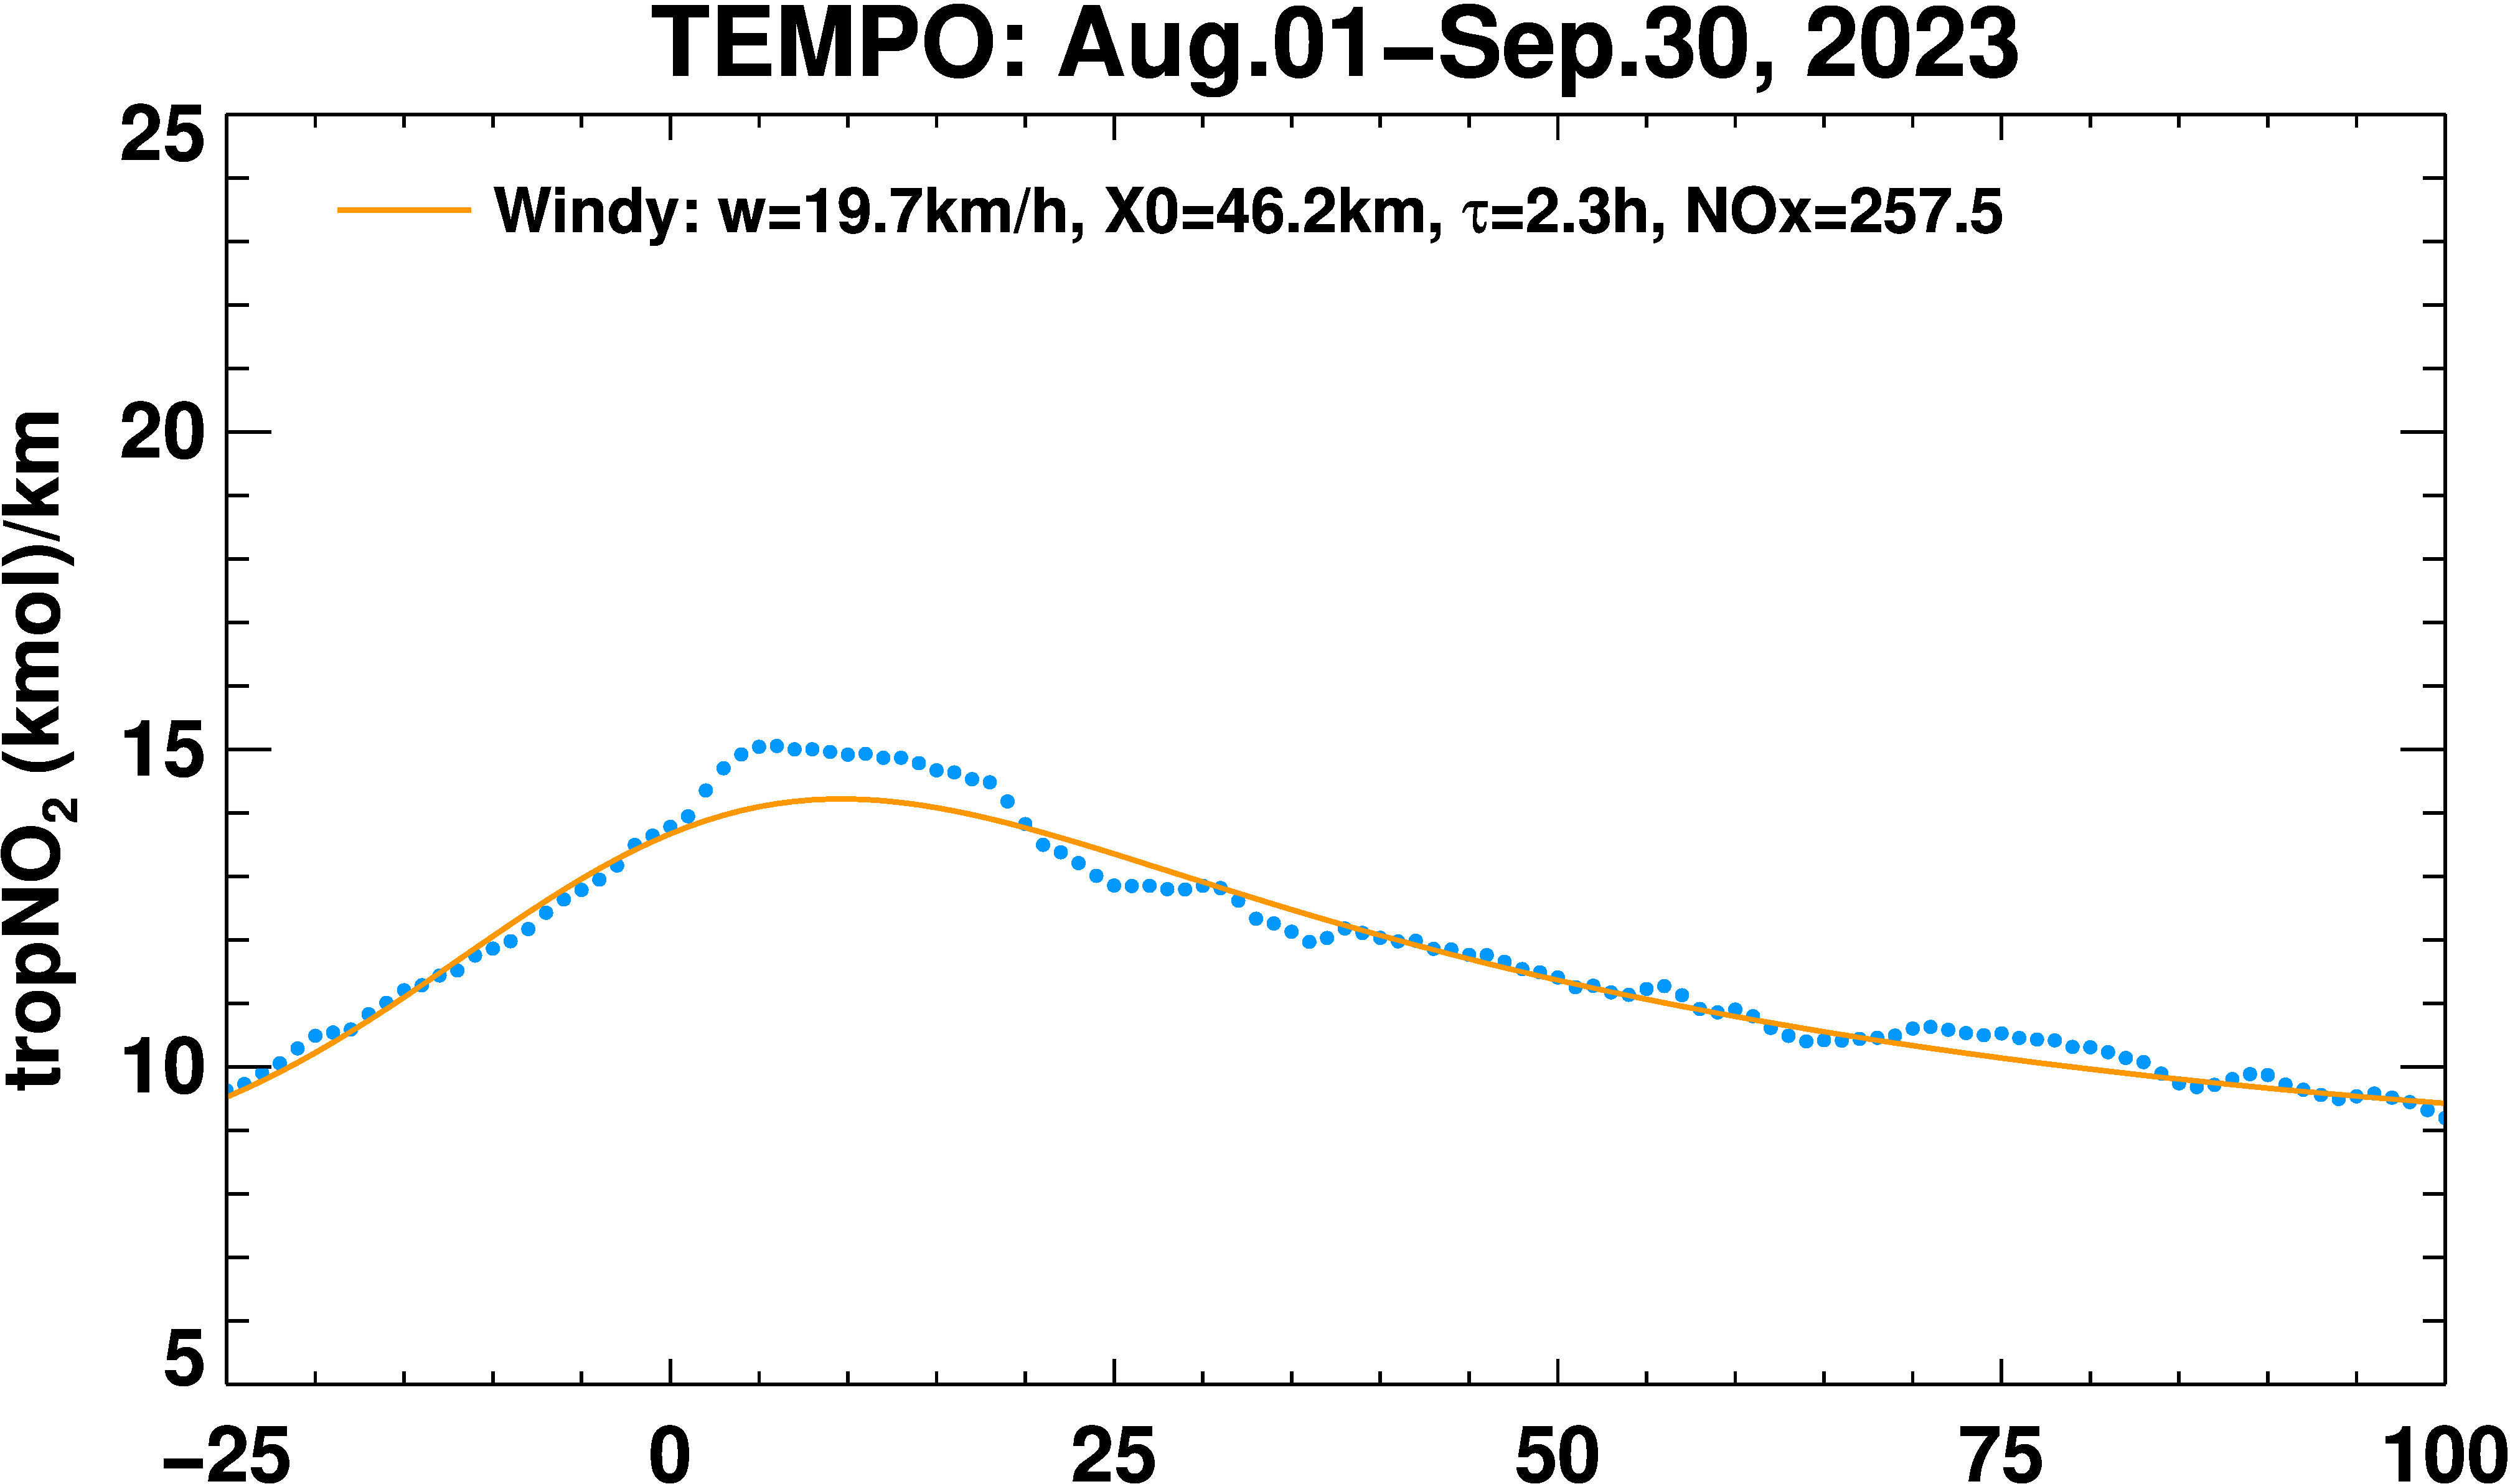 TEMPO: Aug.01–Sep.30, 2023
25
Windy: w=19.7km/h, X0=46.2km, τ=2.3h, NOx=257.5
20
15
10
5
tropNO₂ (kmol)/km
–25 0 25 50 75 100